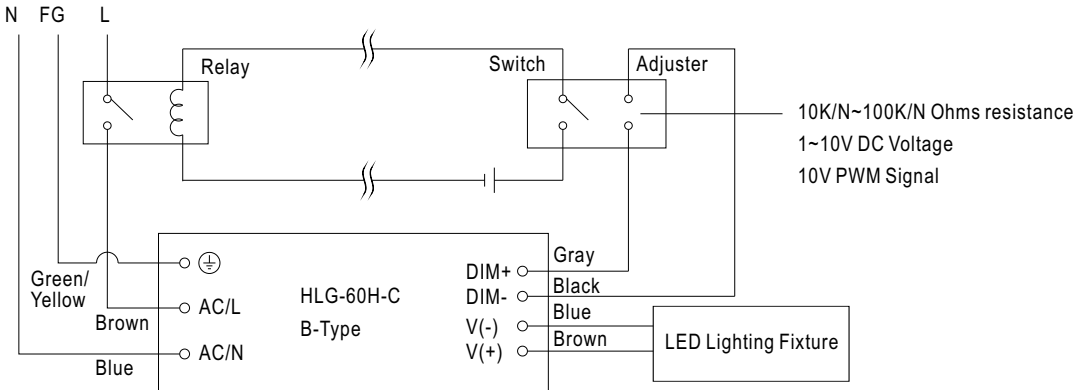 N FG L
Relay
Switch
Adjuster
10K/N~100K/N Ohms resistance
1~10V DC Voltage
10V PWM Signal
Green/
Yellow
Brown
Blue
AC/L
AC/N
HLG-60H-C
B-Type
DIM+
DIM-
V(-)
V(+)
Gray
Black
Blue
Brown
LED Lighting Fixture